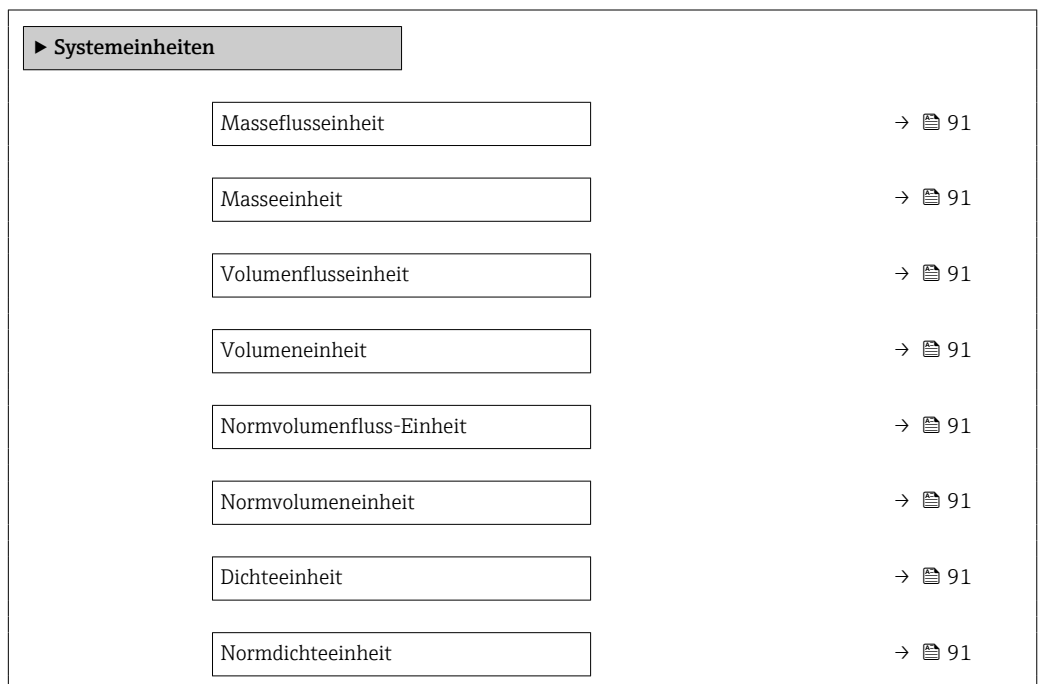 ▶ Systemeinheiten
Masseflusseinheit → 91
Masseeinheit → 91
Volumenflusseinheit → 91
Volumeneinheit → 91
Normvolumenfluss-Einheit → 91
Normvolumeneinheit → 91
Dichteeinheit → 91
Normdichteeinheit → 91